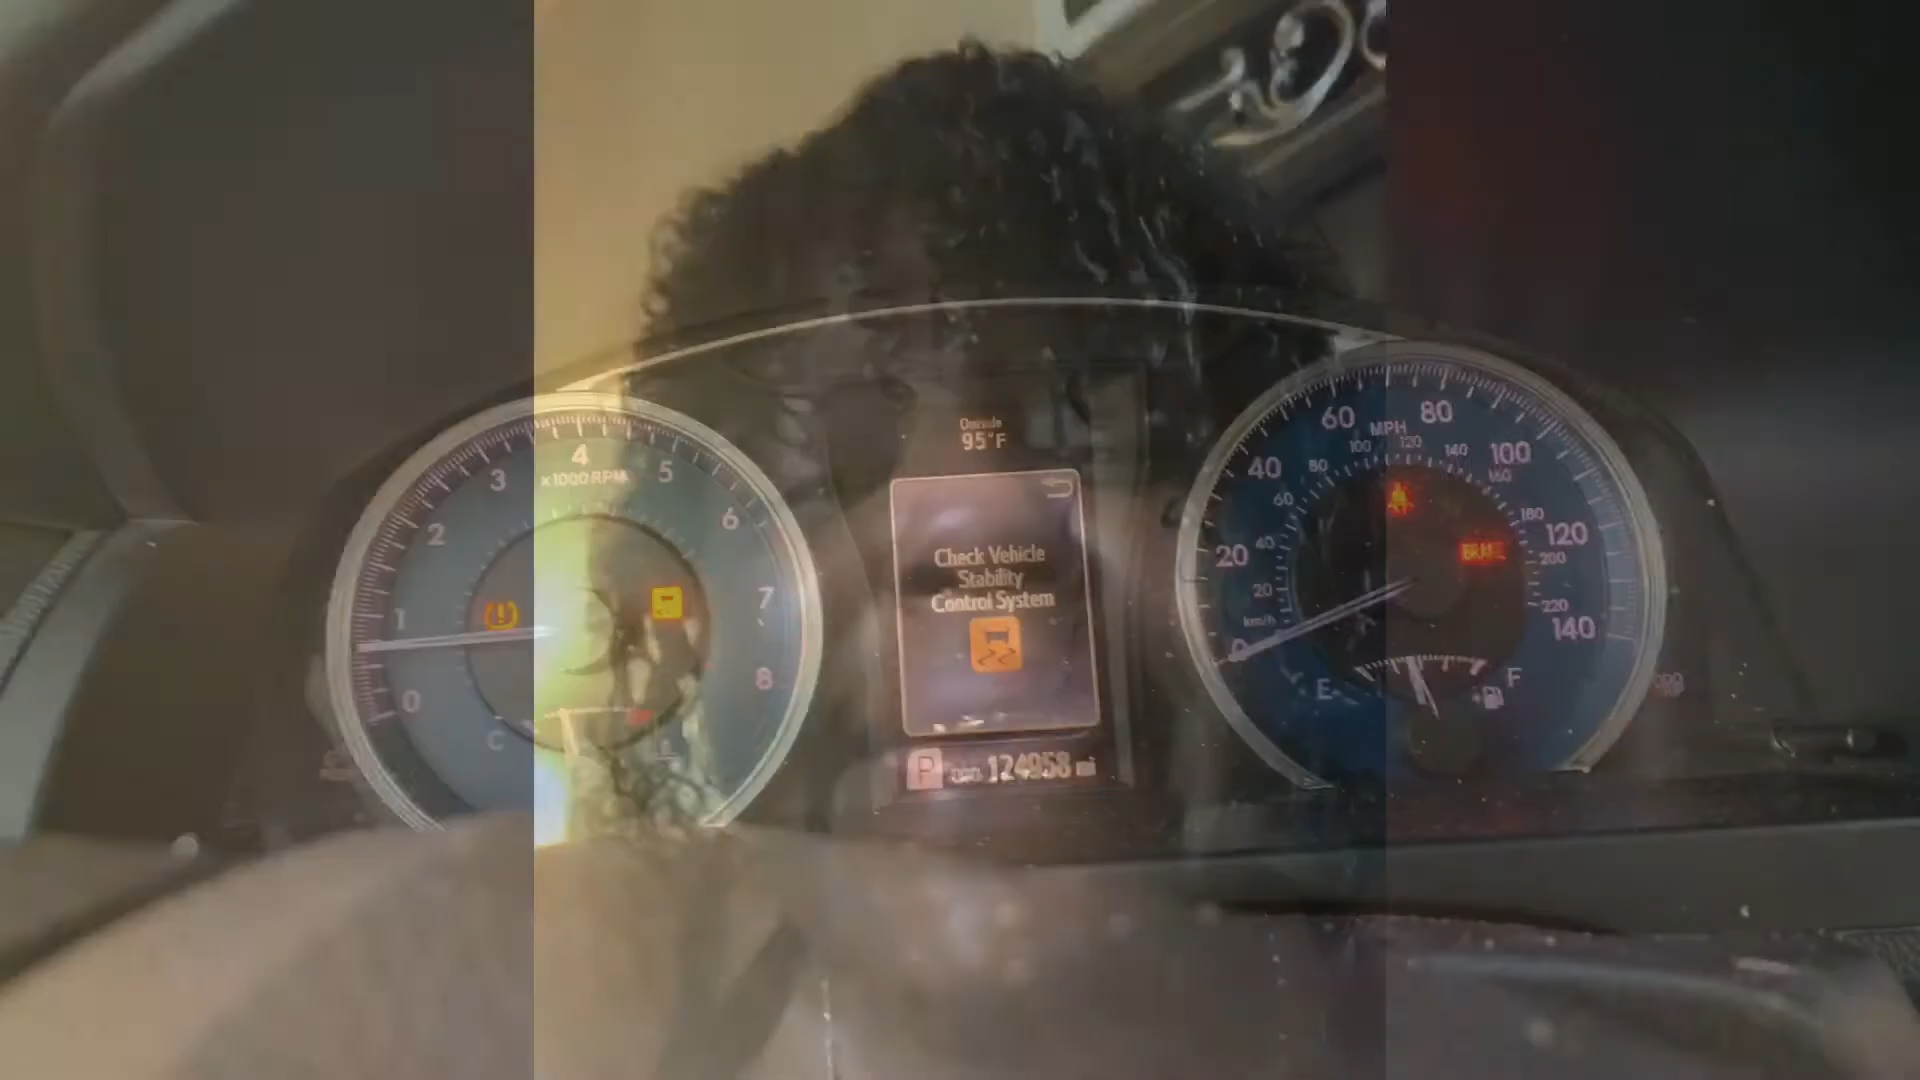 Outside
95°F
Check Vehicle
Stability
Control System
P ODO 124958 mi
0
1
2
3
4
5
6
7
8
x1000 RPM
C
0
20
40
60
80
100
120
140
MPH
20
40
60
80
100
120
140
160
180
200
220
km/h
BRAKE
E
F